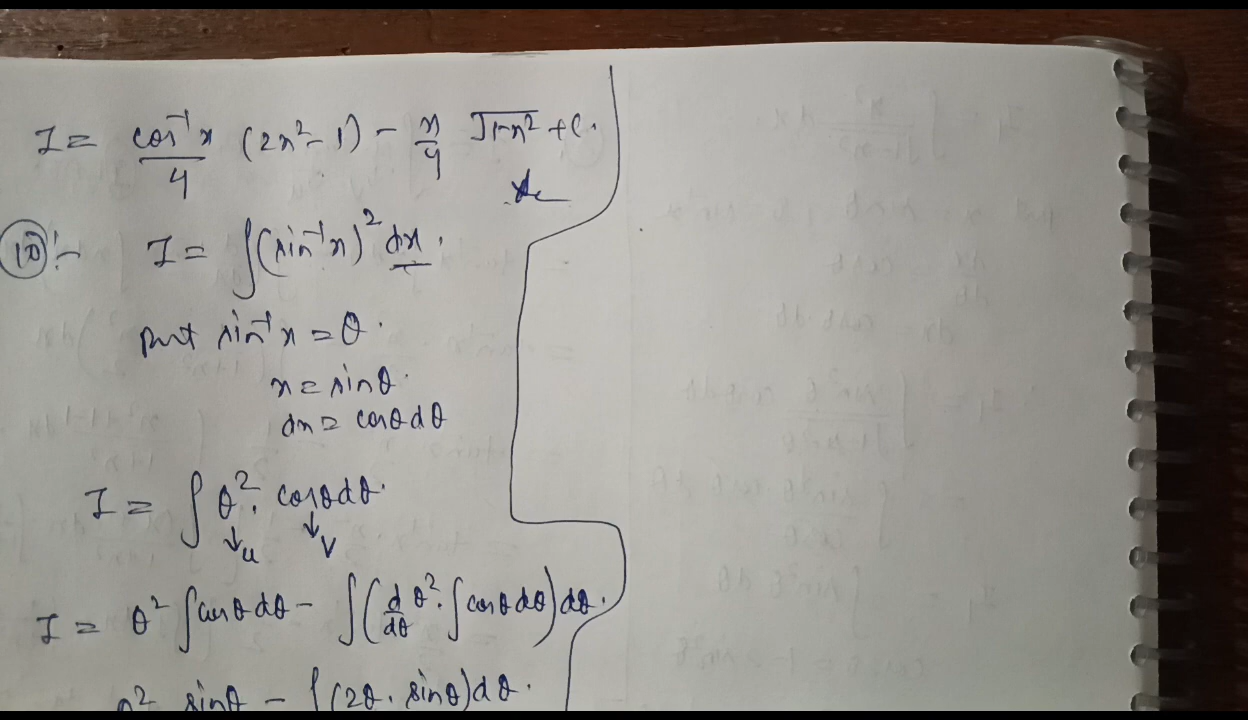 I = cos⁻¹x/4 (2x²-1) - x/4 √1-x² + C.
(10):- I = ∫(sin⁻¹x)² dx.
Put sin⁻¹x = θ.
x = sinθ.
dx = cosθ dθ
I = ∫ θ². cosθ dθ.
↓u ↓v
I = θ² ∫cosθ dθ - ∫(d/dθ θ². ∫cosθ dθ) dθ.
θ² sinθ - ∫(2θ. sinθ) dθ.